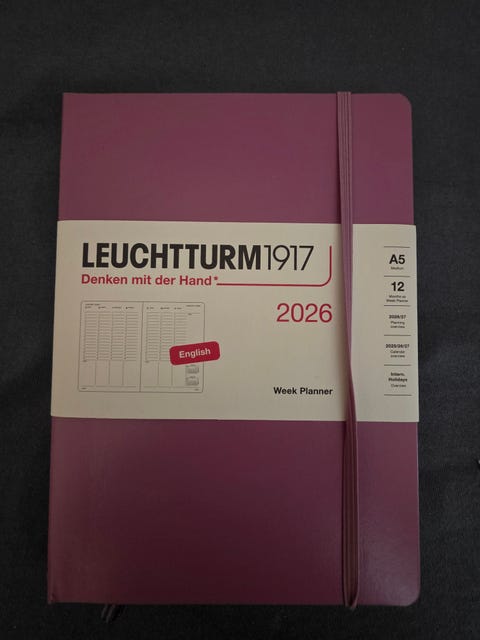 LEUCHTTURM1917
Denken mit der Hand*
2026
English
Week Planner
A5
Medium
12
Months as
Week Planner
2026/27
Planning
overview
2025/26/27
Calendar
overview
Intern.
Holidays
Overview